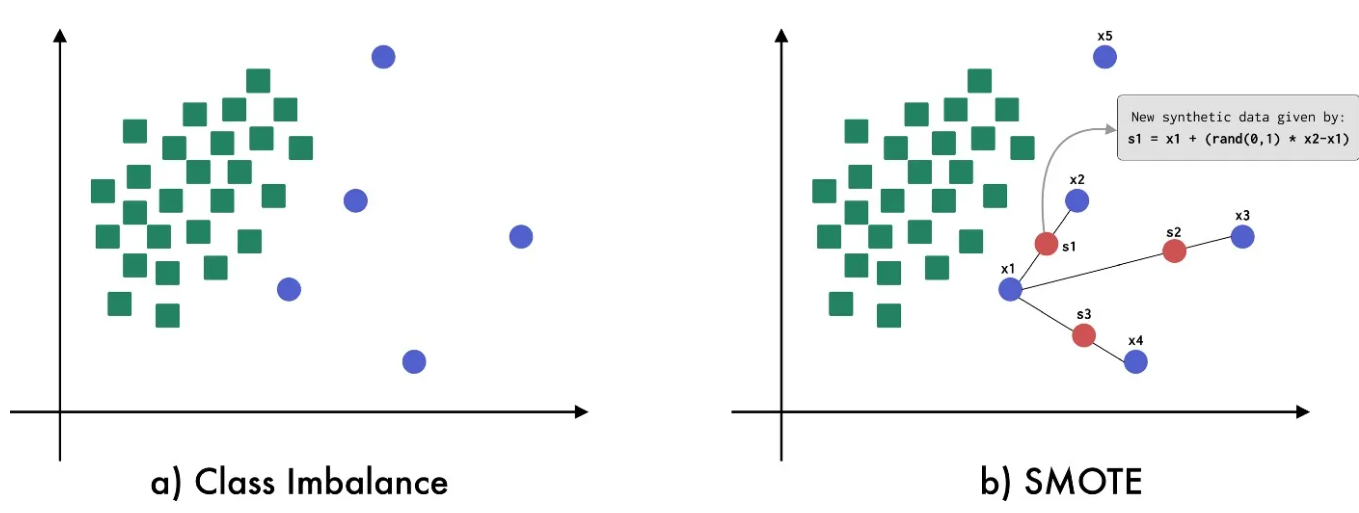 x5
New synthetic data given by:
s1 = x1 + (rand(0,1) * x2-x1)
x2
x3
s1
s2
x1
s3
x4
a) Class Imbalance
b) SMOTE